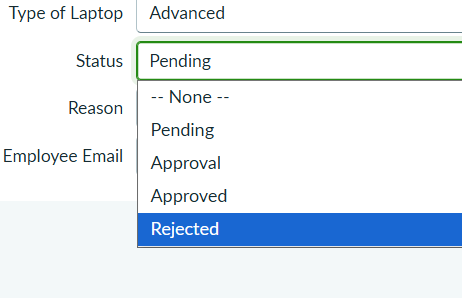 Type of Laptop Advanced
Status Pending
-- None --
Reason
Pending
Employee Email
Approval
Approved
Rejected